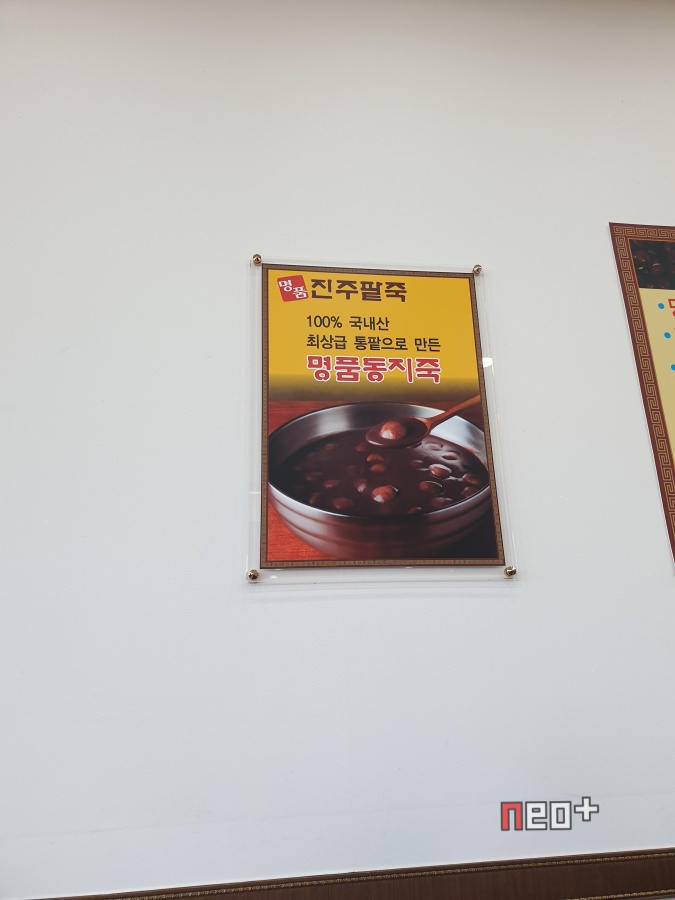 명품 진주팥죽
100% 국내산
최상급 통팥으로 만든
명품동지죽
neo+